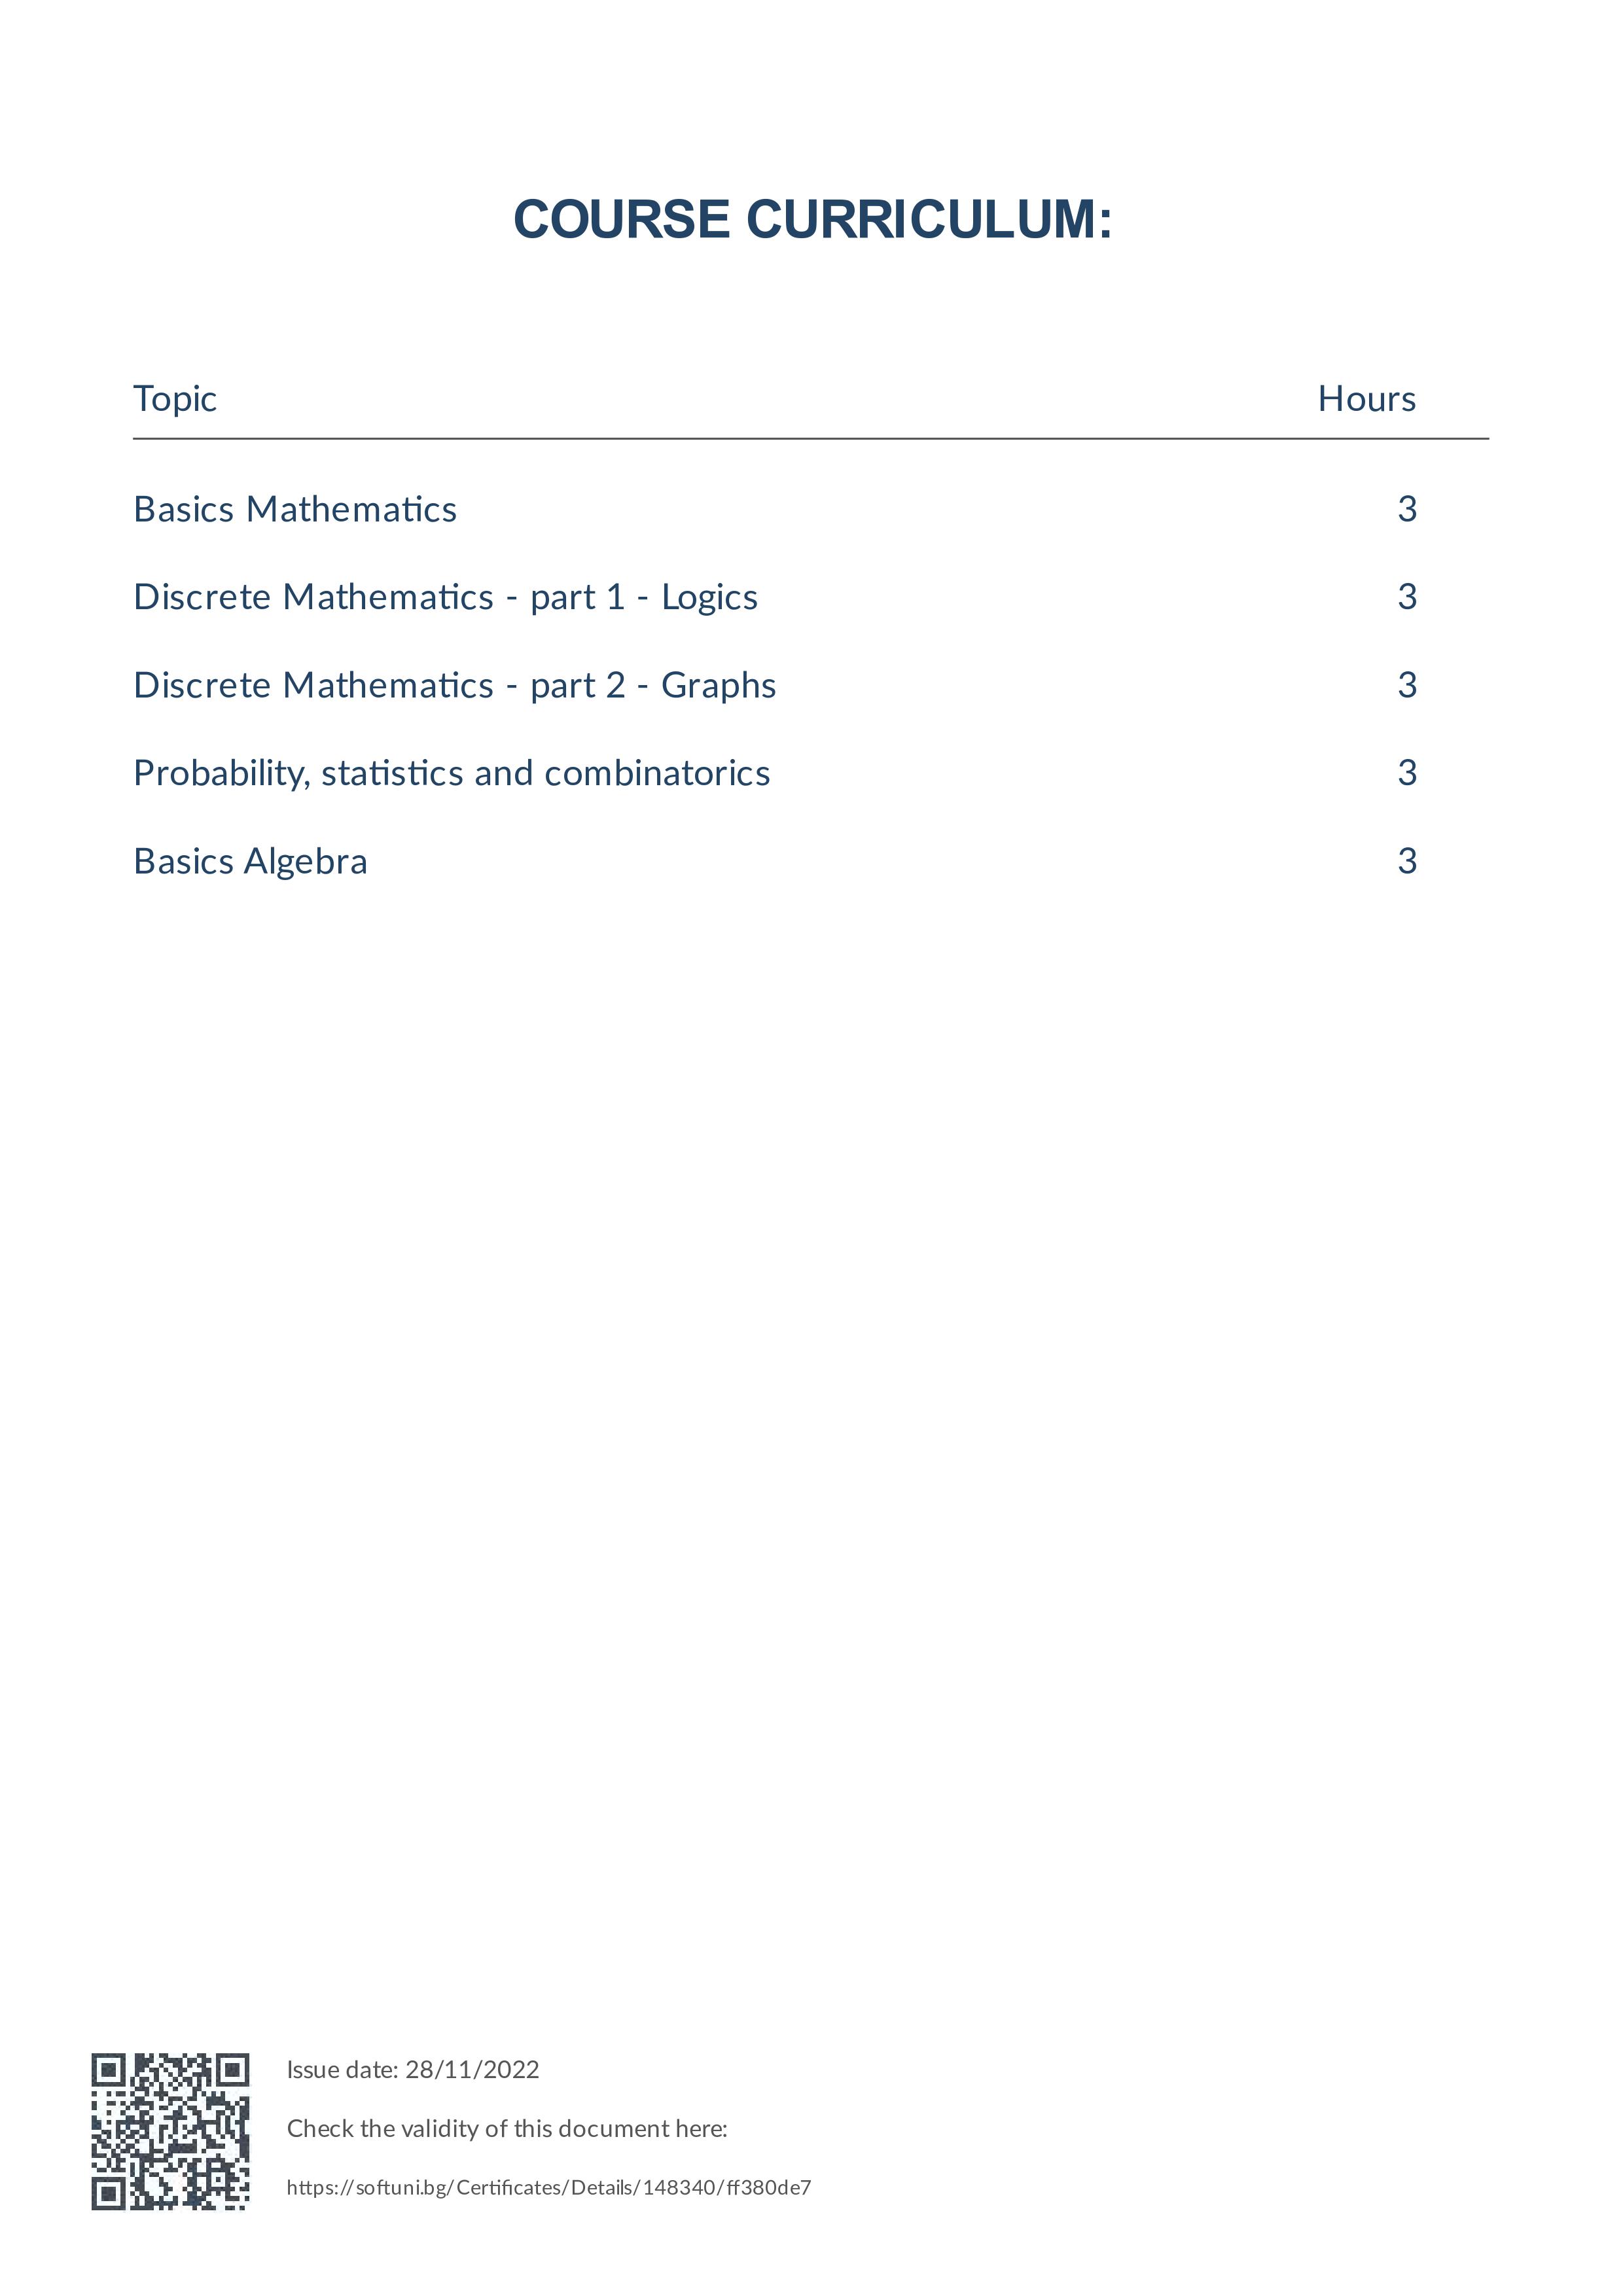 COURSE CURRICULUM:
Topic Hours
Basics Mathematics 3
Discrete Mathematics - part 1 - Logics 3
Discrete Mathematics - part 2 - Graphs 3
Probability, statistics and combinatorics 3
Basics Algebra 3
Issue date: 28/11/2022
Check the validity of this document here:
https://softuni.bg/Certificates/Details/148340/ff380de7